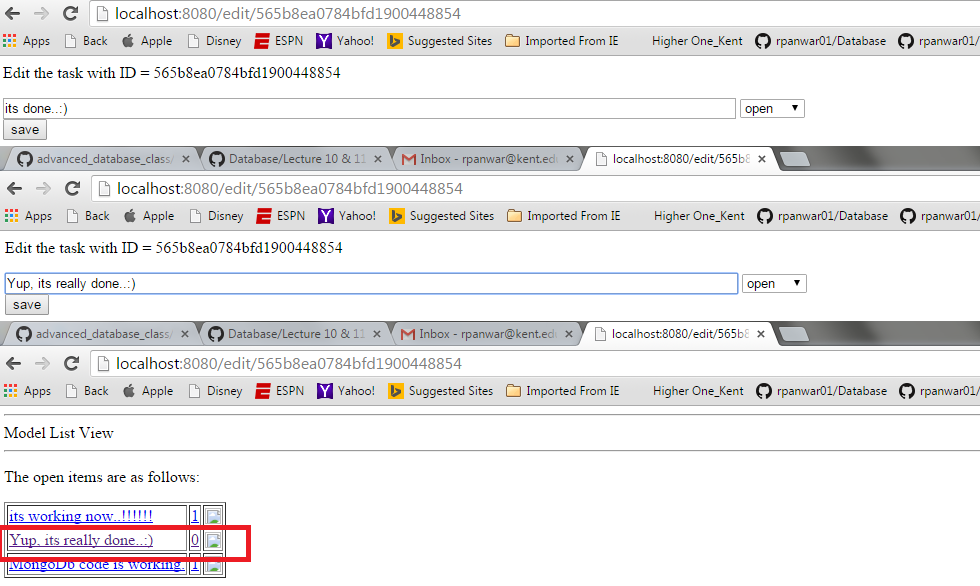 localhost:8080/edit/565b8ea0784bfd1900448854
Apps Back Apple Disney ESPN Yahoo! Suggested Sites Imported From IE Higher One_Kent rpanwar01/Database rpanwar01/
Edit the task with ID = 565b8ea0784bfd1900448854
its done..:) open
save
advanced_database_class/ Database/Lecture 10 & 11 Inbox - rpanwar@kent.edu localhost:8080/edit/565b8
localhost:8080/edit/565b8ea0784bfd1900448854
Apps Back Apple Disney ESPN Yahoo! Suggested Sites Imported From IE Higher One_Kent rpanwar01/Database rpanwar01/
Edit the task with ID = 565b8ea0784bfd1900448854
Yup, its really done..:) open
save
advanced_database_class/ Database/Lecture 10 & 11 Inbox - rpanwar@kent.edu localhost:8080/edit/565b8
localhost:8080/edit/565b8ea0784bfd1900448854
Apps Back Apple Disney ESPN Yahoo! Suggested Sites Imported From IE Higher One_Kent rpanwar01/Database rpanwar01/
Model List View
The open items are as follows:
its working now..!!!!!! 1
Yup, its really done..:) 0
MongoDb code is working. 1